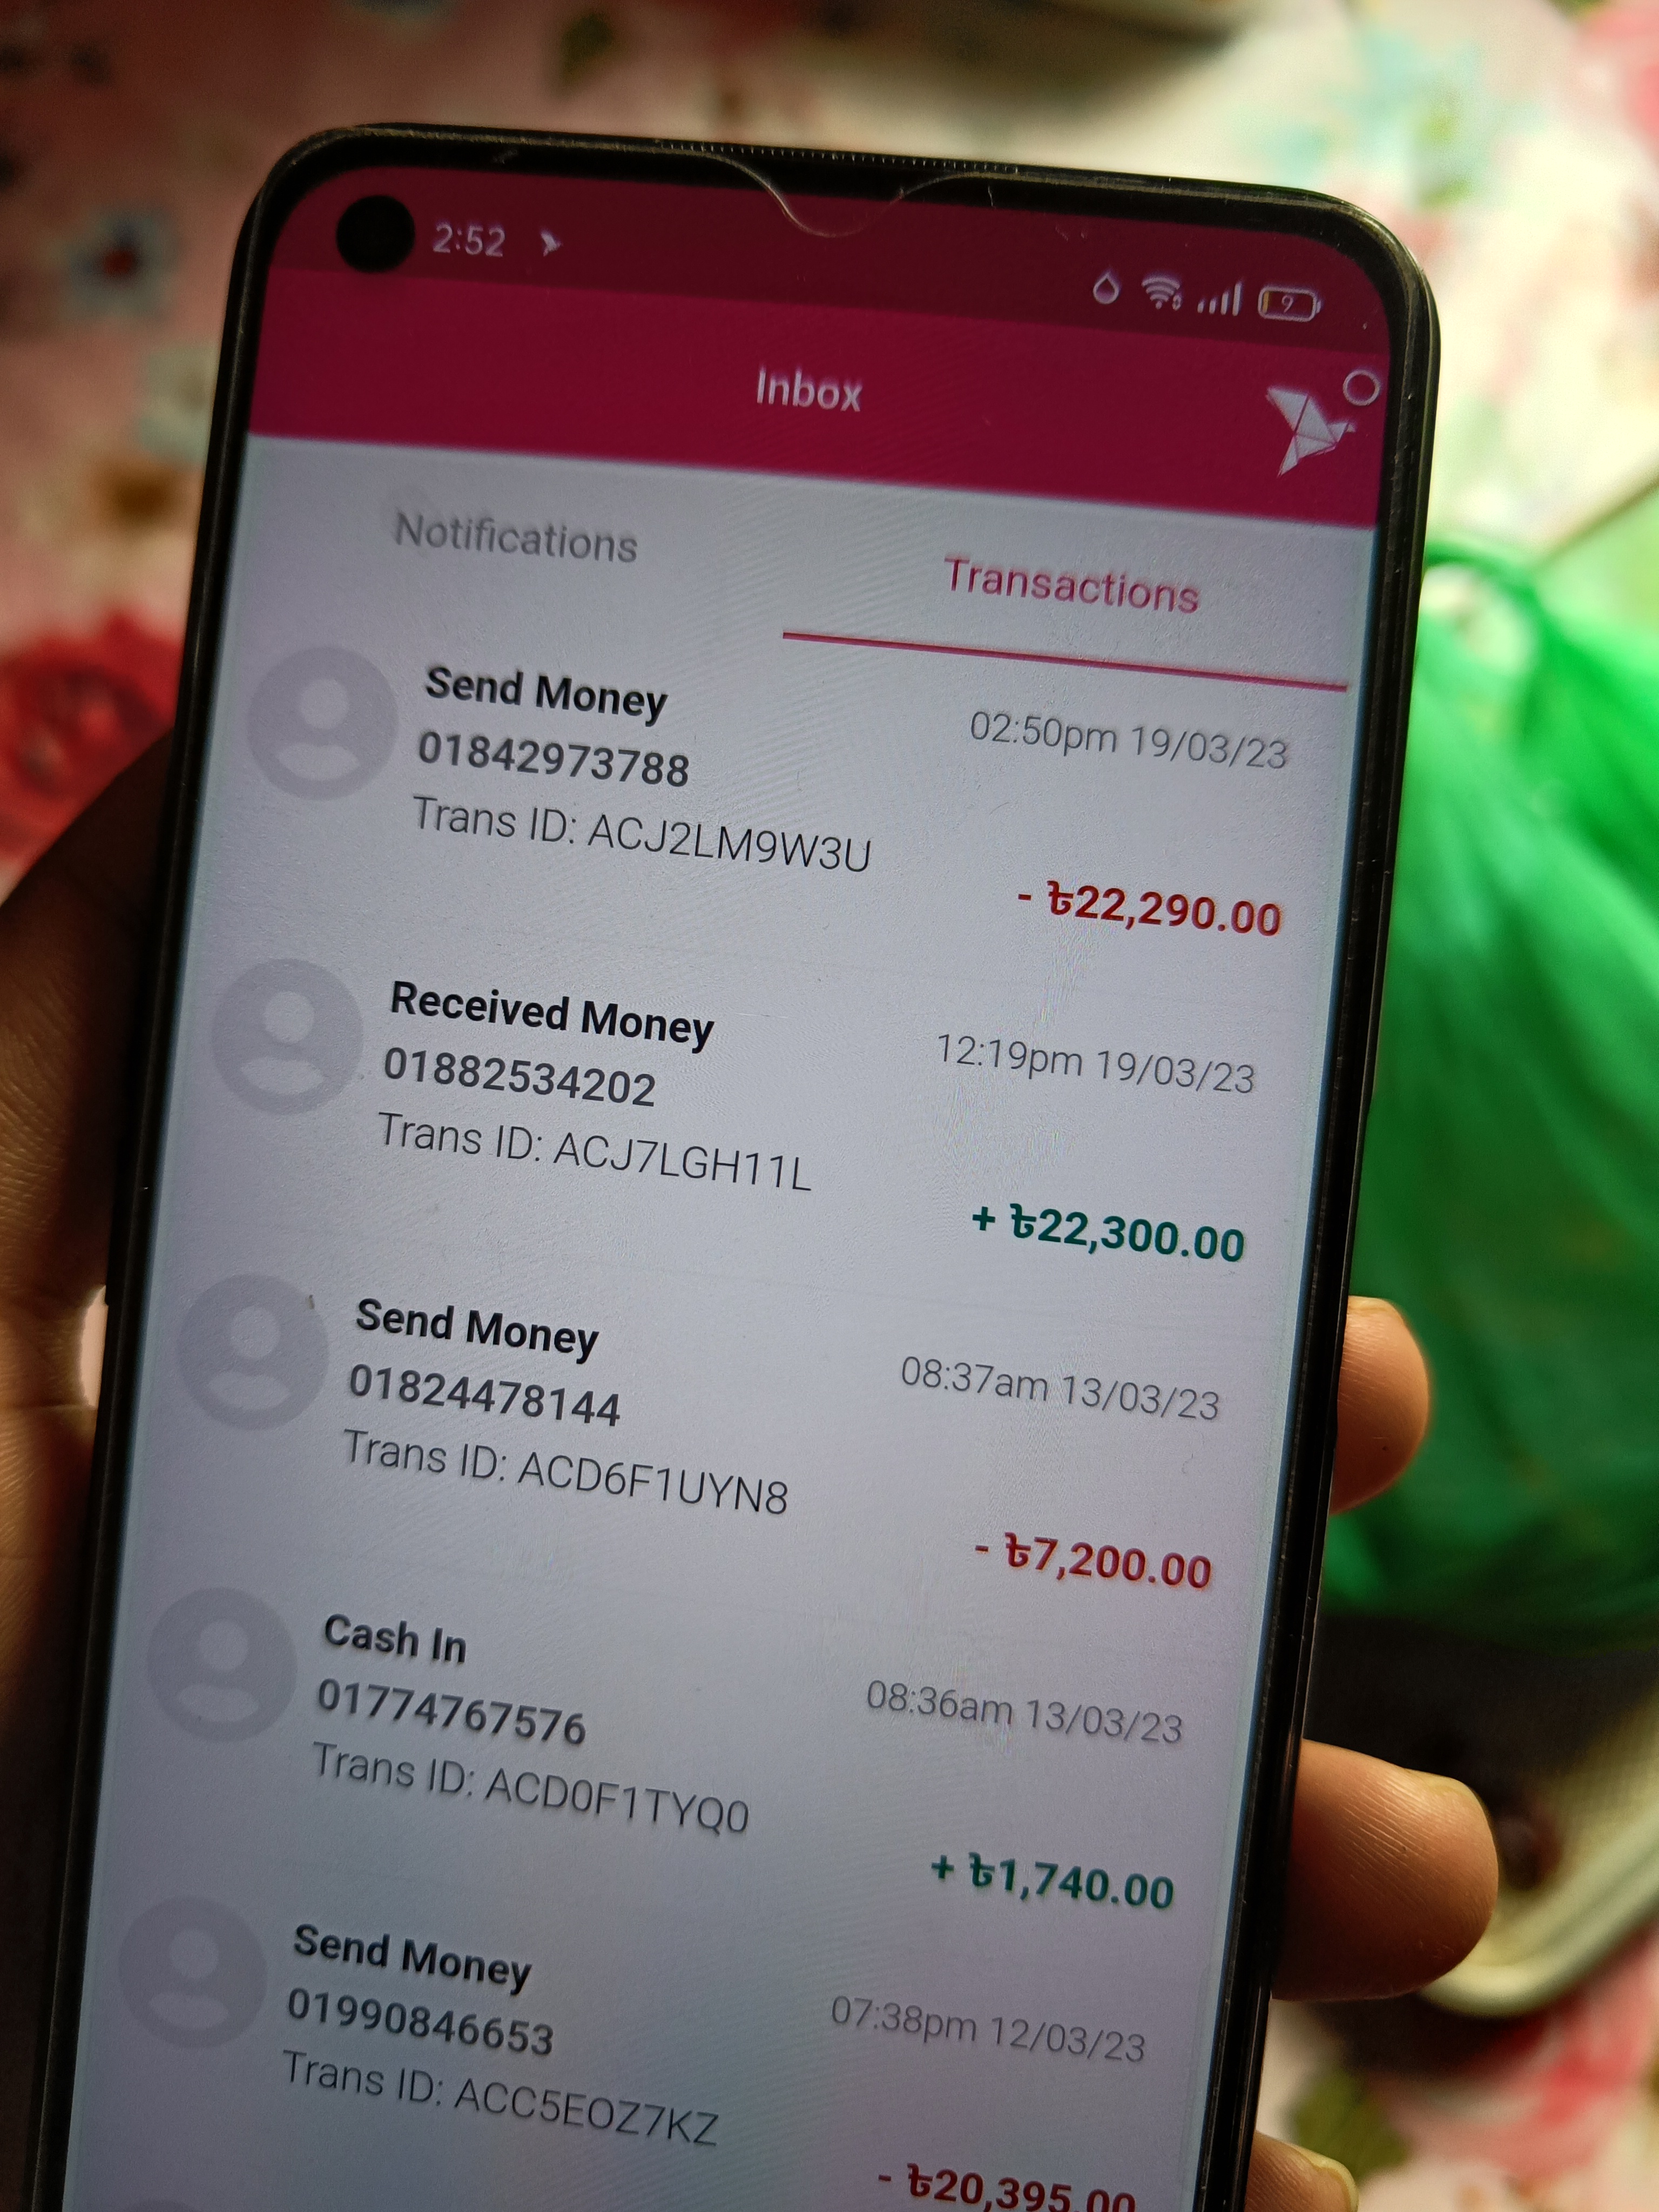 2:52
9
Inbox
Notifications
Transactions
Send Money
02:50pm 19/03/23
01842973788
Trans ID: ACJ2LM9W3U
- ৳22,290.00
Received Money
12:19pm 19/03/23
01882534202
Trans ID: ACJ7LGH11L
+ ৳22,300.00
Send Money
08:37am 13/03/23
01824478144
Trans ID: ACD6F1UYN8
- ৳7,200.00
Cash In
08:36am 13/03/23
01774767576
Trans ID: ACD0F1TYQ0
+ ৳1,740.00
Send Money
07:38pm 12/03/23
01990846653
Trans ID: ACC5EOZ7KZ
- ৳20,395.00